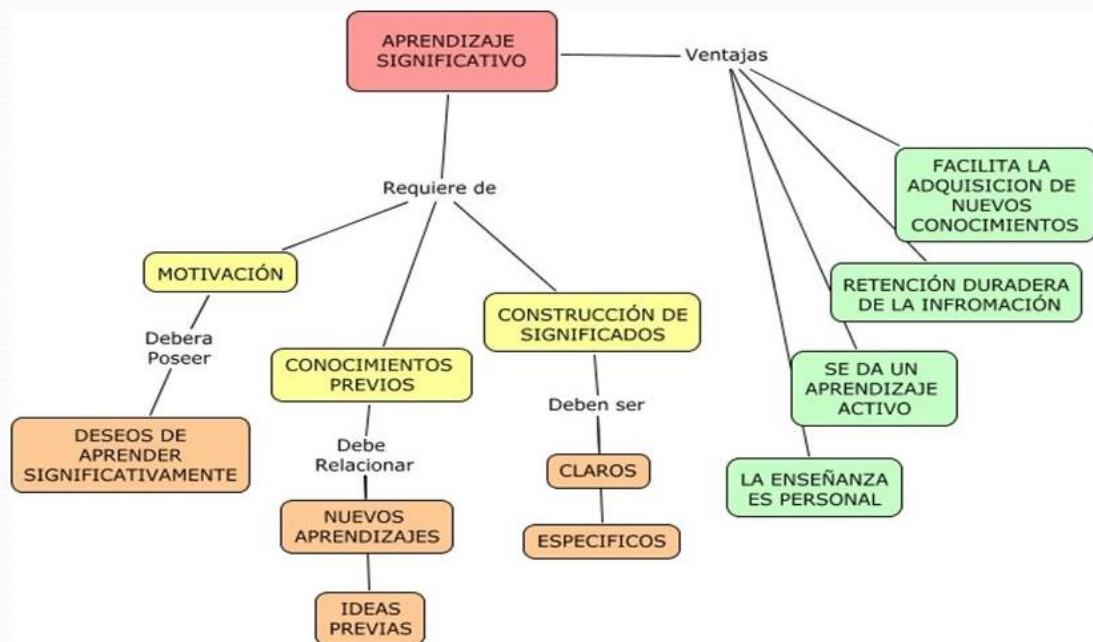 APRENDIZAJE
SIGNIFICATIVO
Ventajas
Requiere de
MOTIVACIÓN
Debera
Poseer
DESEOS DE
APRENDER
SIGNIFICATIVAMENTE
CONOCIMIENTOS
PREVIOS
Debe
Relacionar
NUEVOS
APRENDIZAJES
IDEAS
PREVIAS
CONSTRUCCIÓN DE
SIGNIFICADOS
Deben ser
CLAROS
ESPECIFICOS
FACILITA LA
ADQUISICION DE
NUEVOS
CONOCIMIENTOS
RETENCIÓN DURADERA
DE LA INFROMACIÓN
SE DA UN
APRENDIZAJE
ACTIVO
LA ENSEÑANZA
ES PERSONAL